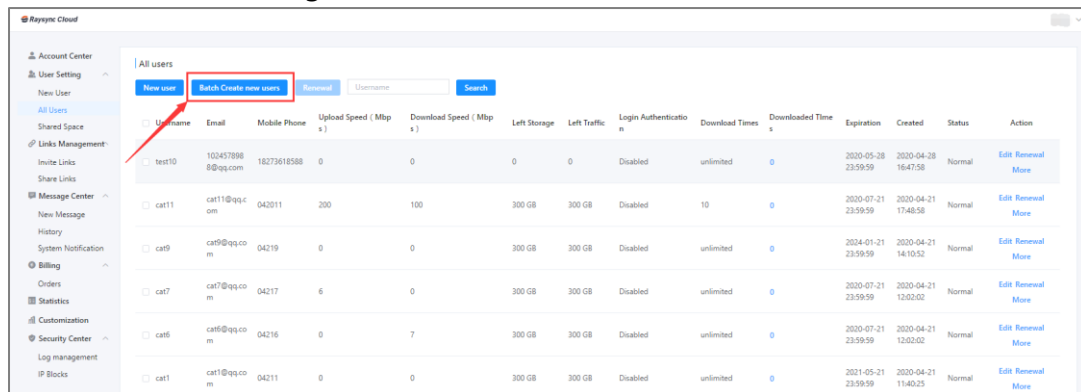 Raysync Cloud
Account Center
User Setting
New User
All Users
Shared Space
Links Management
Invite Links
Share Links
Message Center
New Message
History
System Notification
Billing
Orders
Statistics
Customization
Security Center
Log management
IP Blocks
All users
New user Batch Create new users Renewal Username Search
Username Email Mobile Phone Upload Speed ( Mbp Download Speed ( Mbp Left Storage Left Traffic Login Authenticatio Download Times Downloaded TIme Expiration Created Status Action
s ) s ) n s
test10 102457898 18273618588 0 0 0 0 Disabled unlimited 0 2020-05-28 2020-04-28 Normal Edit Renewal
8@qq.com 23:59:59 16:47:58 More
cat11 cat11@qq.c 042011 200 100 300 GB 300 GB Disabled 10 0 2020-07-21 2020-04-21 Normal Edit Renewal
om 23:59:59 17:48:58 More
cat9 cat9@qq.co 04219 0 0 300 GB 300 GB Disabled unlimited 0 2024-01-21 2020-04-21 Normal Edit Renewal
m 23:59:59 14:10:52 More
cat7 cat7@qq.co 04217 6 0 300 GB 300 GB Disabled unlimited 0 2020-07-21 2020-04-21 Normal Edit Renewal
m 23:59:59 12:02:02 More
cat6 cat6@qq.co 04216 0 7 300 GB 300 GB Disabled unlimited 0 2020-07-21 2020-04-21 Normal Edit Renewal
m 23:59:59 12:02:02 More
cat1 cat1@qq.co 04211 0 0 300 GB 300 GB Disabled unlimited 0 2021-05-21 2020-04-21 Normal Edit Renewal
m 23:59:59 11:40:25 More